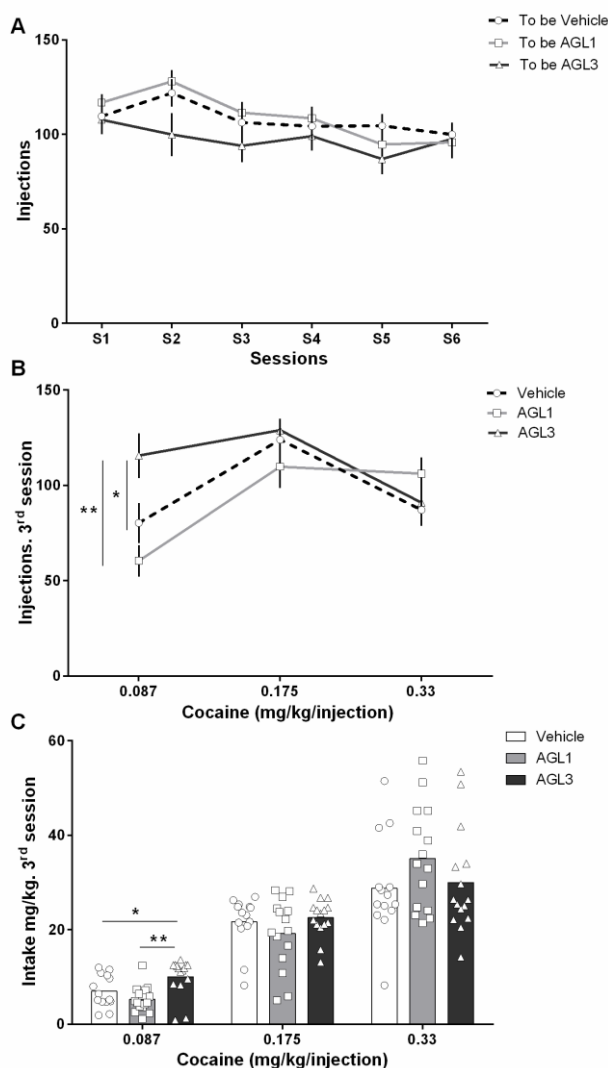 A
To be Vehicle
To be AGL1
To be AGL3
150
100
50
0
Injections
S1 S2 S3 S4 S5 S6
Sessions
B
Vehicle
AGL1
AGL3
150
100
50
0
Injections. 3rd session
** *
0.087 0.175 0.33
Cocaine (mg/kg/injection)
C
Vehicle
AGL1
AGL3
60
40
20
0
Intake mg/kg. 3rd session
*
**
0.087 0.175 0.33
Cocaine (mg/kg/injection)